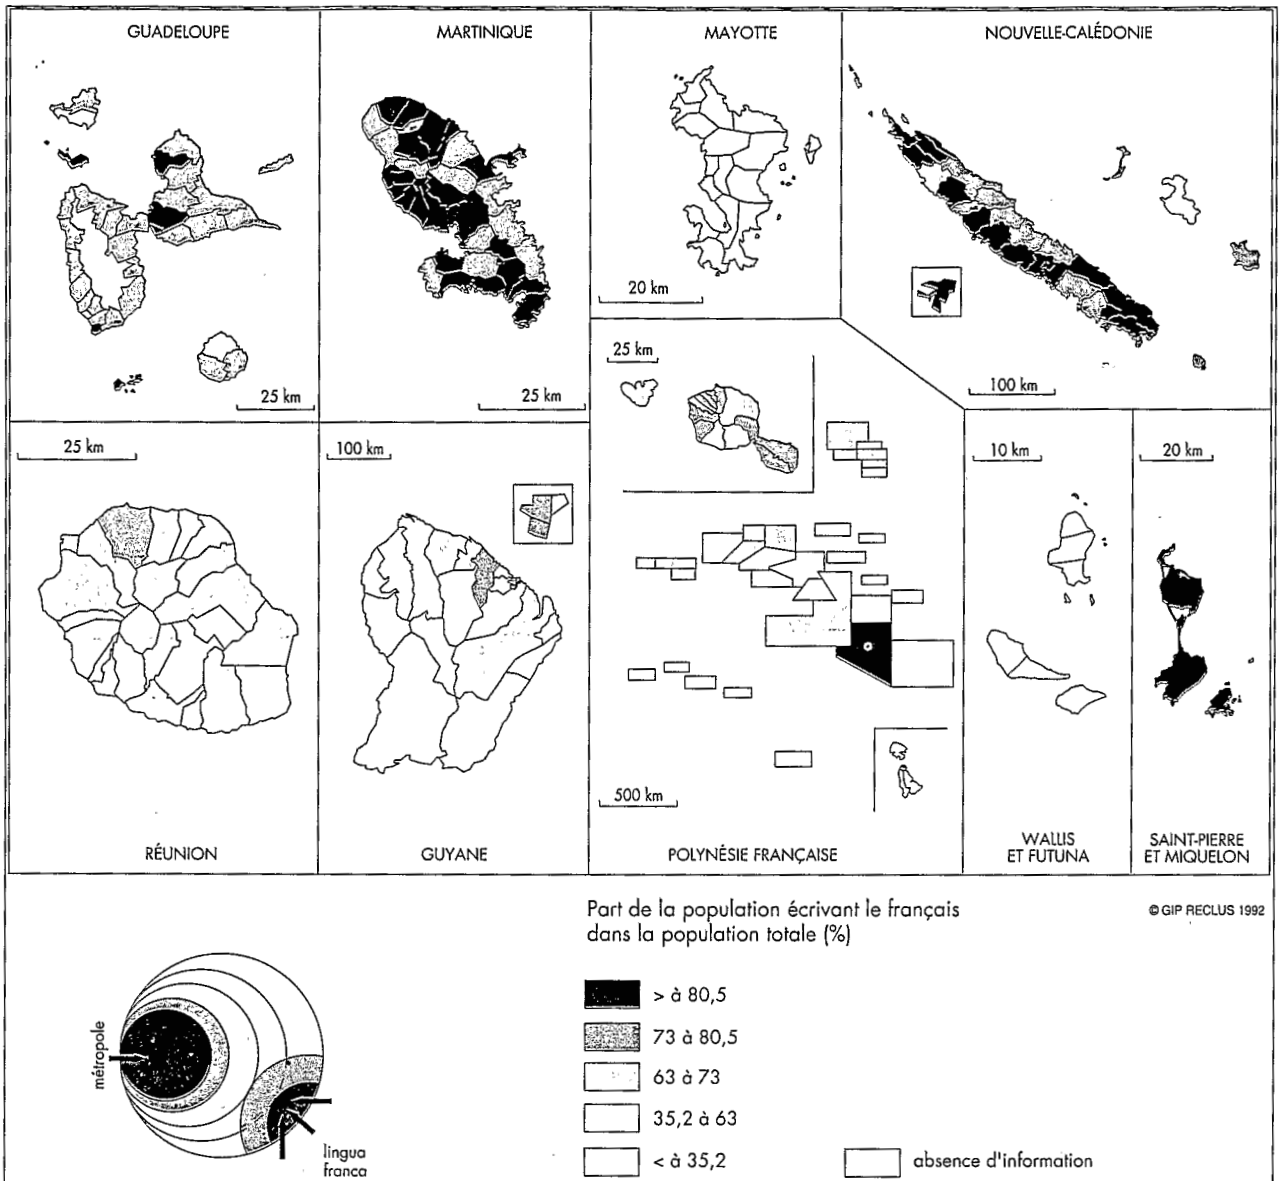 GUADELOUPE
MARTINIQUE
MAYOTTE
NOUVELLE-CALÉDONIE
20 km
25 km
25 km
25 km
100 km
25 km
100 km
10 km
20 km
500 km
RÉUNION
GUYANE
POLYNÉSIE FRANÇAISE
WALLIS
ET FUTUNA
SAINT-PIERRE
ET MIQUELON
Part de la population écrivant le français
dans la population totale (%)
© GIP RECLUS 1992
> à 80,5
73 à 80,5
63 à 73
35,2 à 63
< à 35,2
absence d'information
métropole
lingua
franca